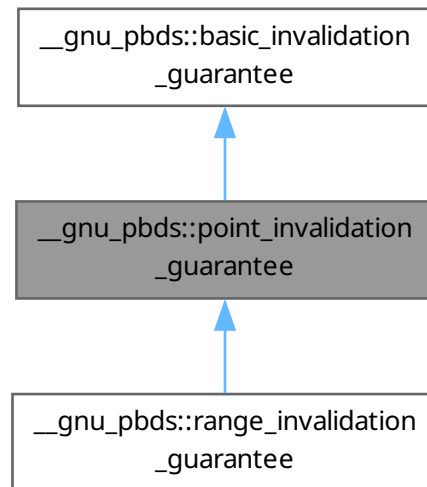 __gnu_pbds::basic_invalidation
_guarantee
__gnu_pbds::point_invalidation
_guarantee
__gnu_pbds::range_invalidation
_guarantee